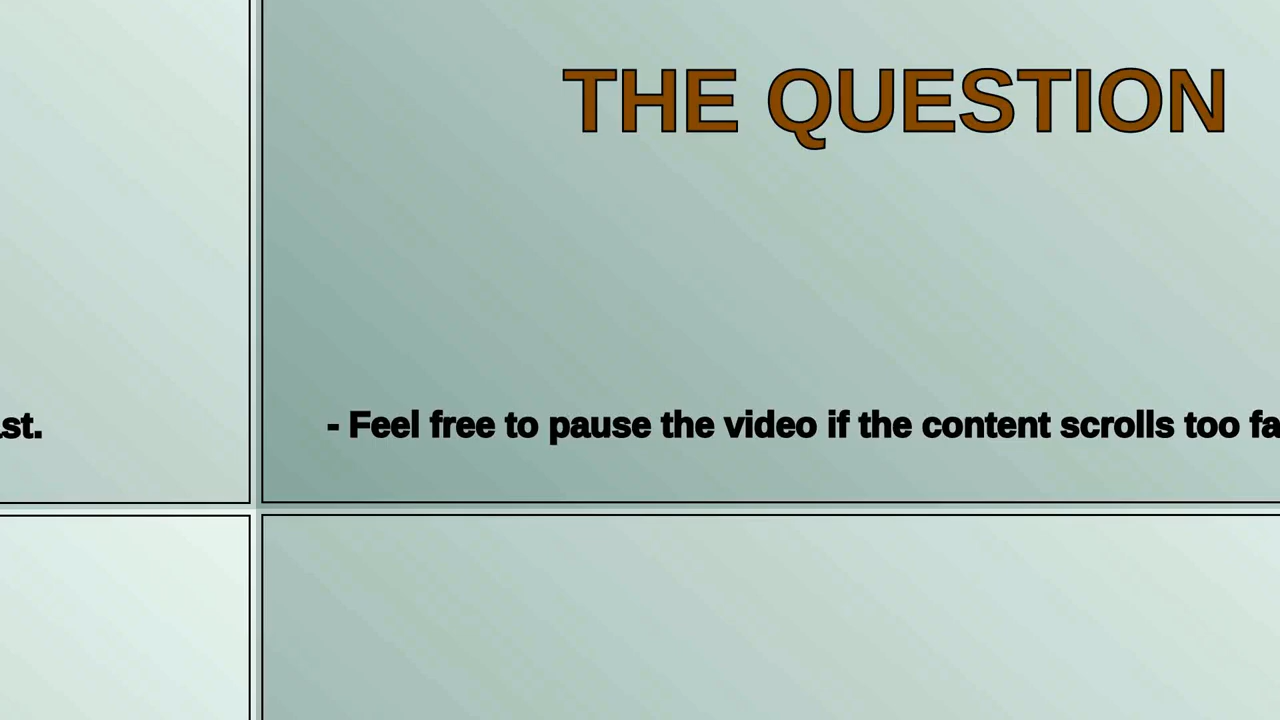 THE QUESTION
st.
- Feel free to pause the video if the content scrolls too fa